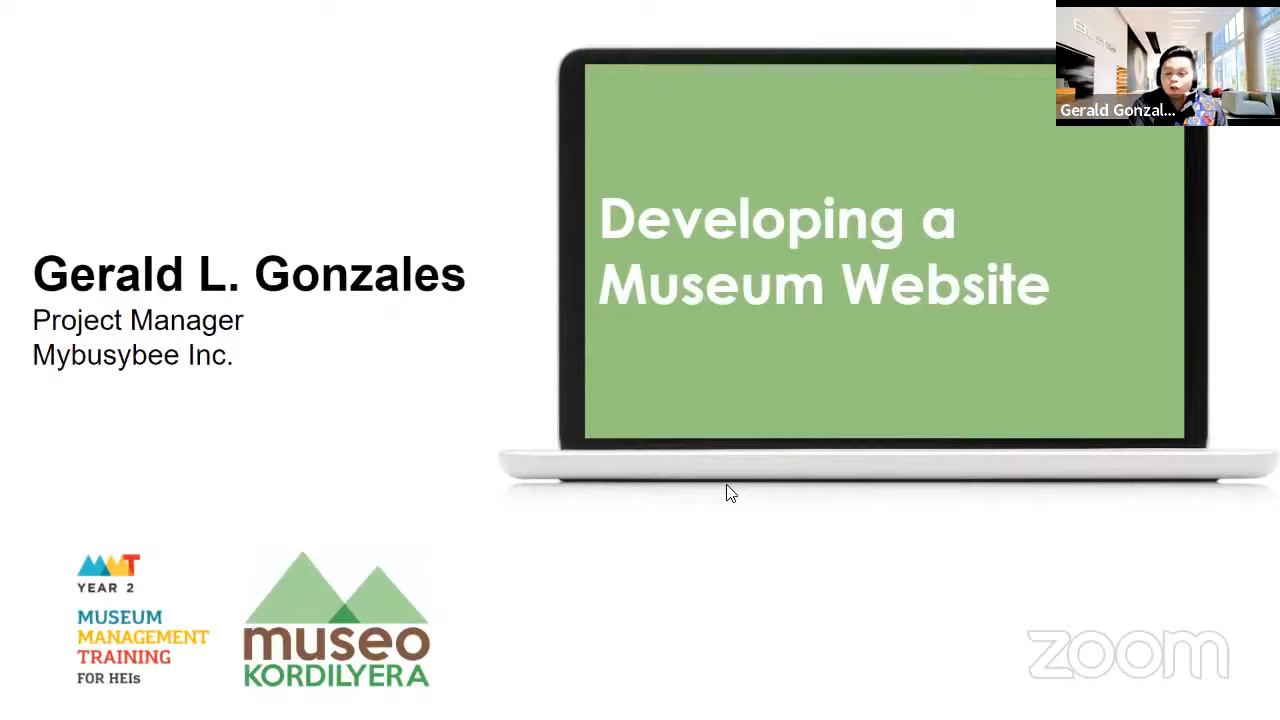 Gerald Gonzal...
Developing a
Museum Website
Gerald L. Gonzales
Project Manager
Mybusybee Inc.
MMT
YEAR 2
MUSEUM
MANAGEMENT
TRAINING
FOR HEIs
museo
KORDILYERA
zoom